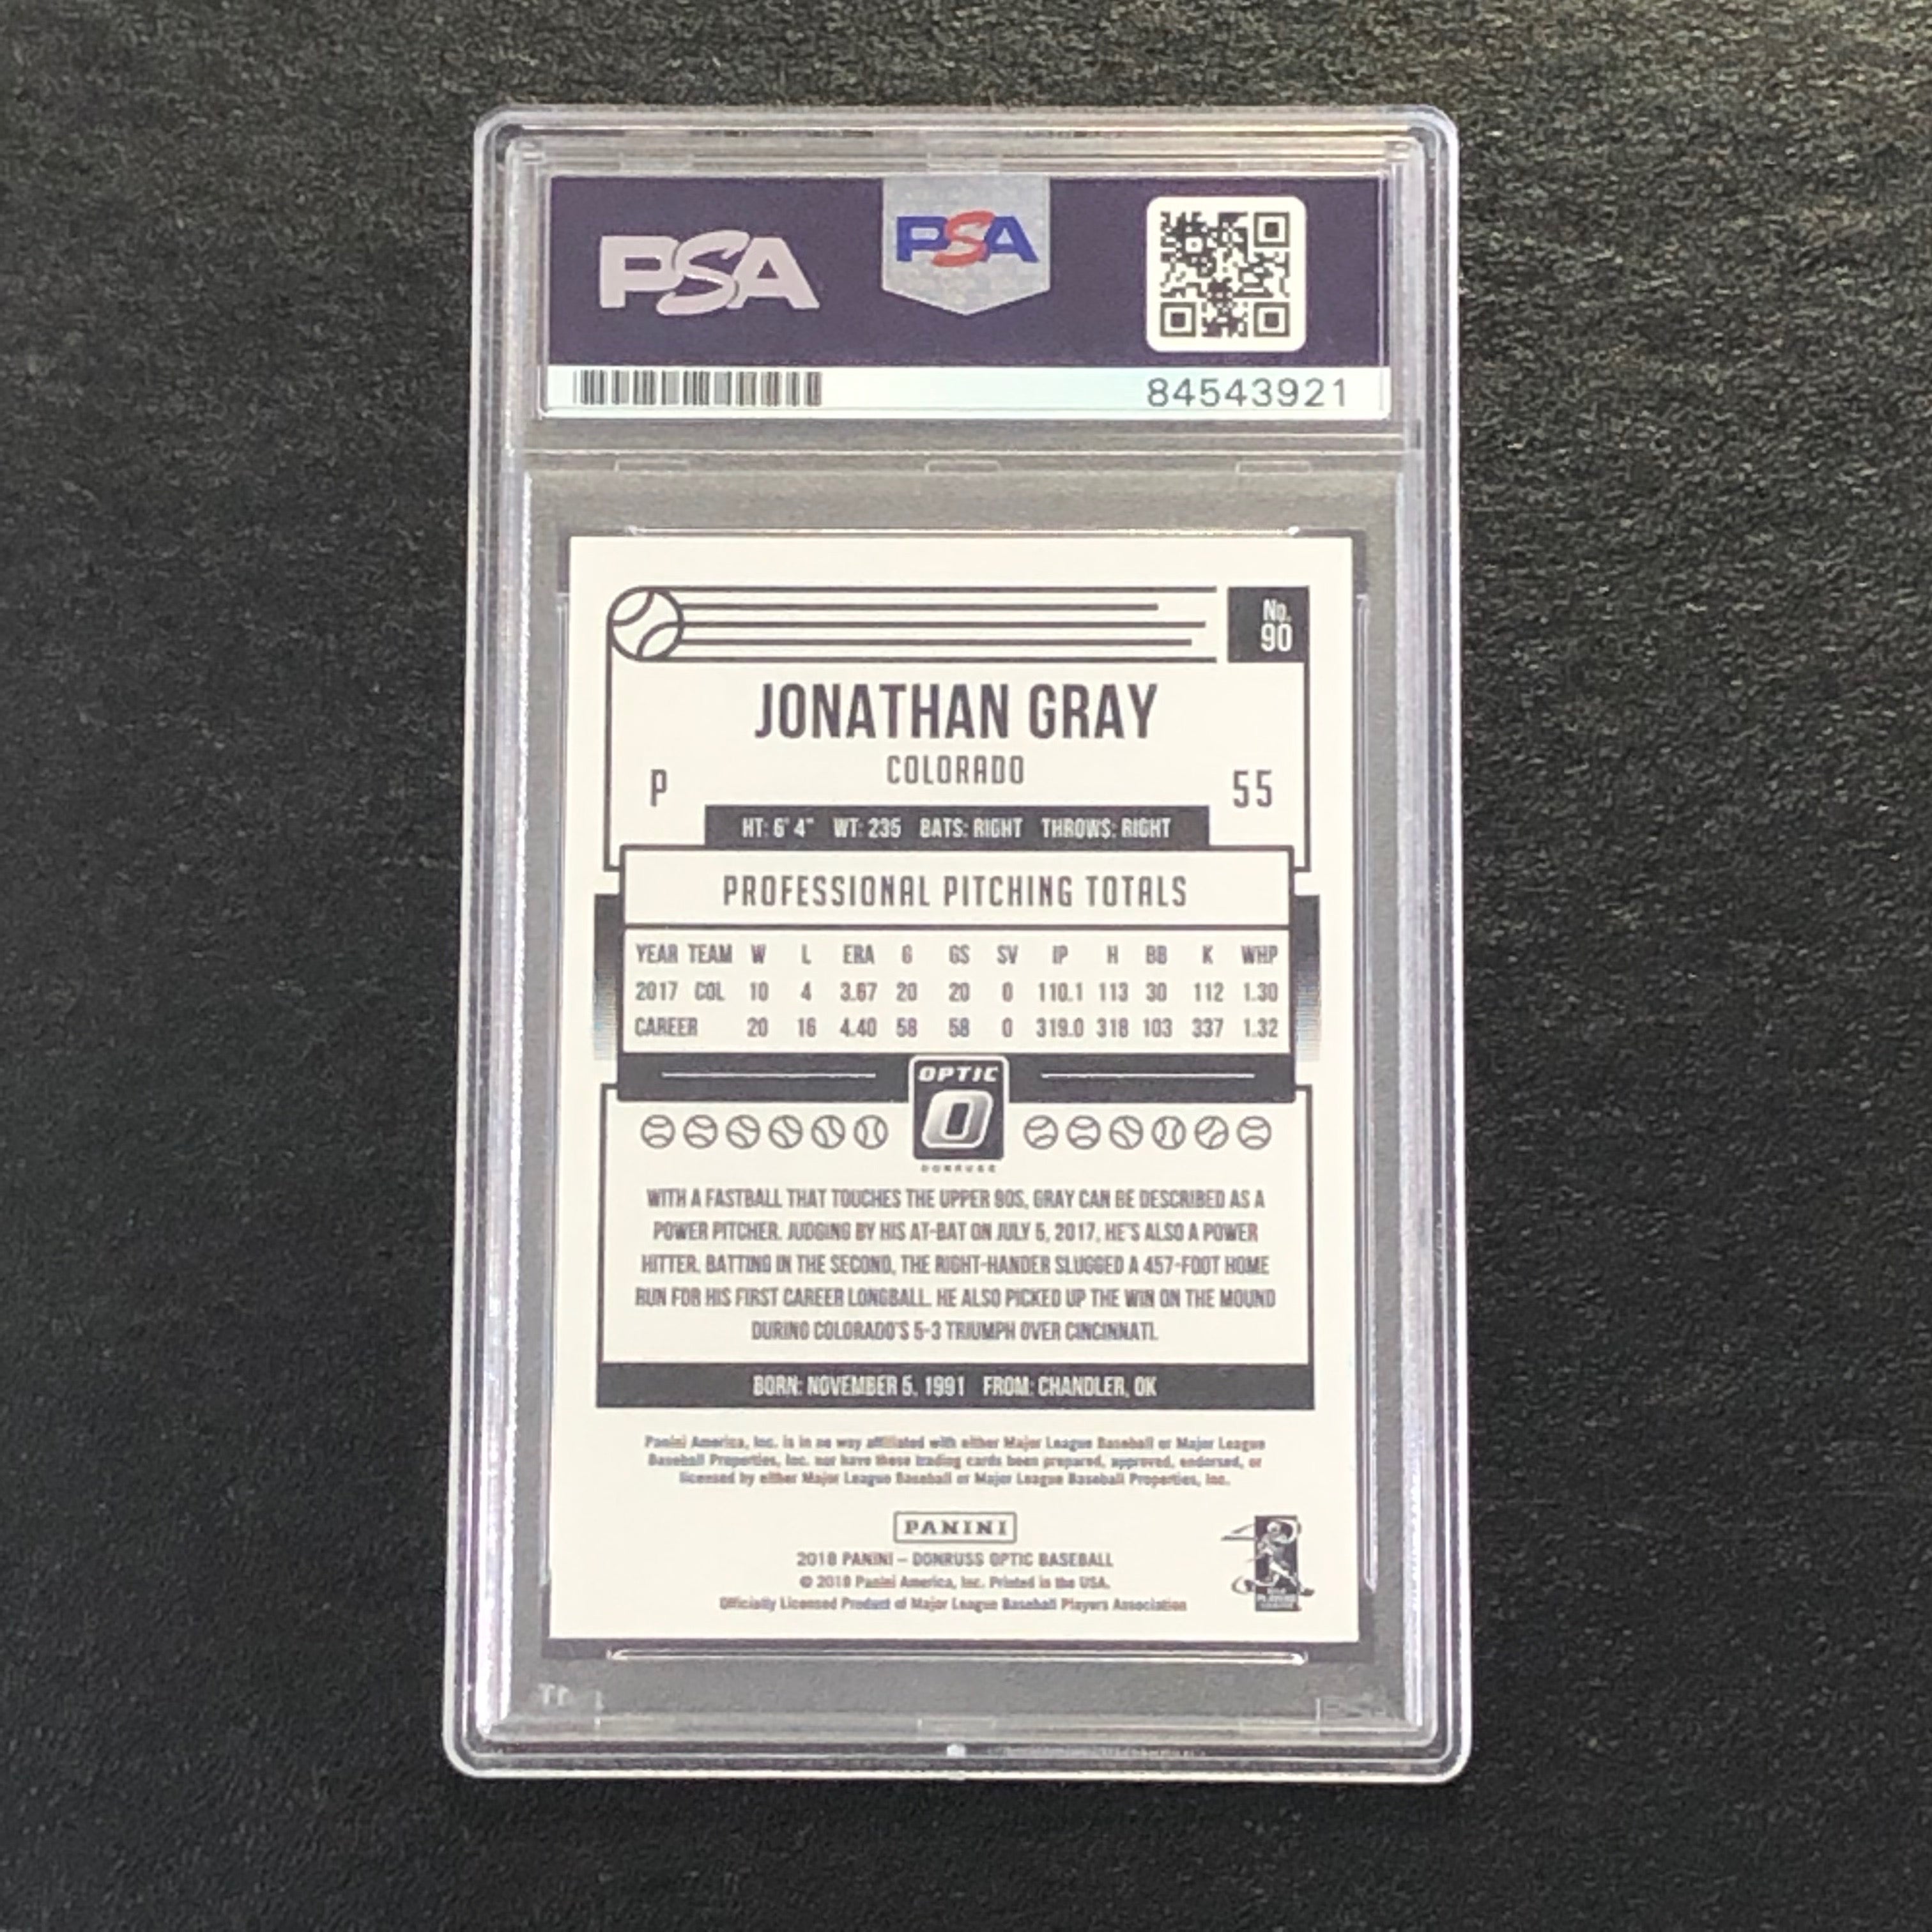 PSA
PSA
84543921
No.
90
JONATHAN GRAY
COLORADO
P
55
HT: 6' 4" WT: 235 BATS: RIGHT THROWS: RIGHT
PROFESSIONAL PITCHING TOTALS
YEAR TEAM W L ERA G GS SV IP H BB K WHP
2017 COL 10 4 3.67 20 20 0 110.1 113 30 112 1.30
CAREER 20 16 4.40 58 58 0 319.0 318 103 337 1.32
OPTIC
O
DONRUSS
WITH A FASTBALL THAT TOUCHES THE UPPER 90S, GRAY CAN BE DESCRIBED AS A
POWER PITCHER. JUDGING BY HIS AT-BAT ON JULY 5, 2017, HE'S ALSO A POWER
HITTER. BATTING IN THE SECOND, THE RIGHT-HANDER SLUGGED A 457-FOOT HOME
RUN FOR HIS FIRST CAREER LONGBALL. HE ALSO PICKED UP THE WIN ON THE MOUND
DURING COLORADO'S 5-3 TRIUMPH OVER CINCINNATI.
BORN: NOVEMBER 5, 1991 FROM: CHANDLER, OK
Panini America, Inc. is in no way affiliated with either Major League Baseball or Major League
Baseball Properties, Inc. nor have these trading cards been prepared, approved, endorsed, or
licensed by either Major League Baseball or Major League Baseball Properties, Inc.
PANINI
2018 PANINI – DONRUSS OPTIC BASEBALL
© 2018 Panini America, Inc. Printed in the USA.
Officially Licensed Product of Major League Baseball Players Association